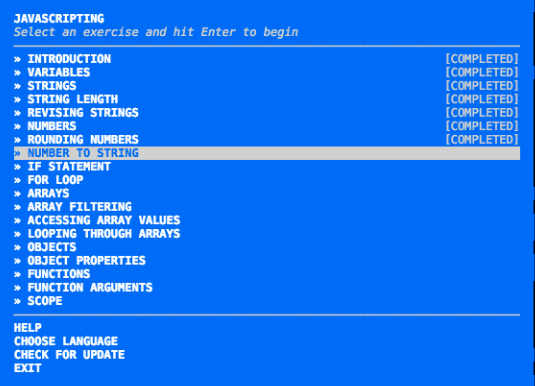 JAVASCRIPTING
Select an exercise and hit Enter to begin
» INTRODUCTION [COMPLETED]
» VARIABLES [COMPLETED]
» STRINGS [COMPLETED]
» STRING LENGTH [COMPLETED]
» REVISING STRINGS [COMPLETED]
» NUMBERS [COMPLETED]
» ROUNDING NUMBERS [COMPLETED]
» NUMBER TO STRING
» IF STATEMENT
» FOR LOOP
» ARRAYS
» ARRAY FILTERING
» ACCESSING ARRAY VALUES
» LOOPING THROUGH ARRAYS
» OBJECTS
» OBJECT PROPERTIES
» FUNCTIONS
» FUNCTION ARGUMENTS
» SCOPE
HELP
CHOOSE LANGUAGE
CHECK FOR UPDATE
EXIT